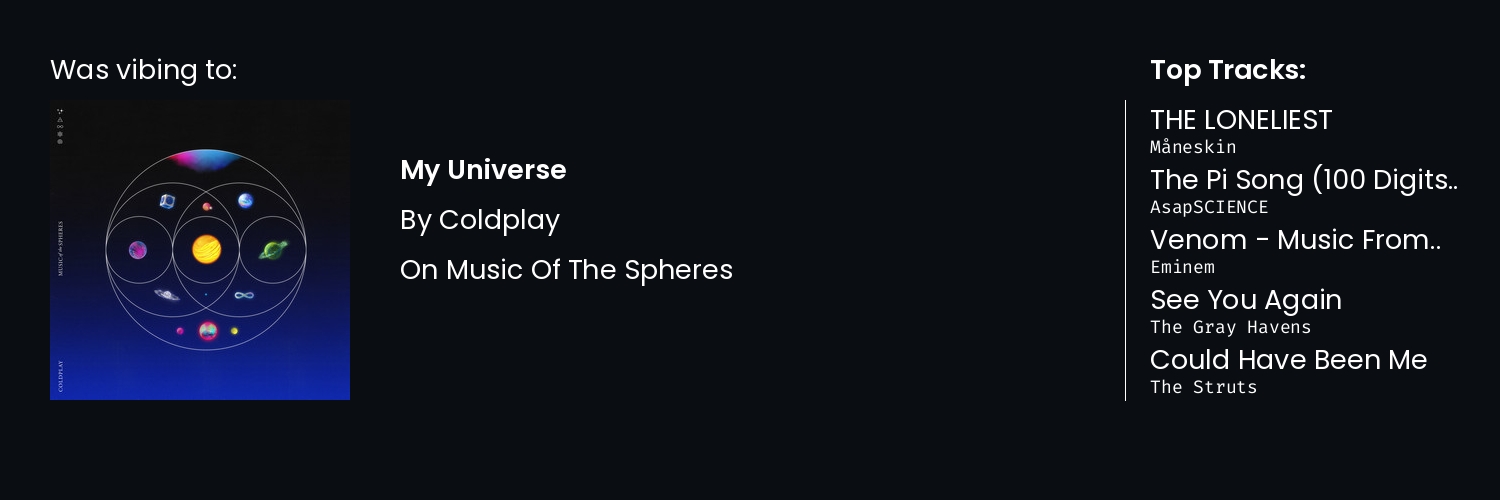 Was vibing to:
MUSIC of the SPHERES
COLDPLAY
My Universe
By Coldplay
On Music Of The Spheres
Top Tracks:
THE LONELIEST
Måneskin
The Pi Song (100 Digits..
AsapSCIENCE
Venom - Music From..
Eminem
See You Again
The Gray Havens
Could Have Been Me
The Struts